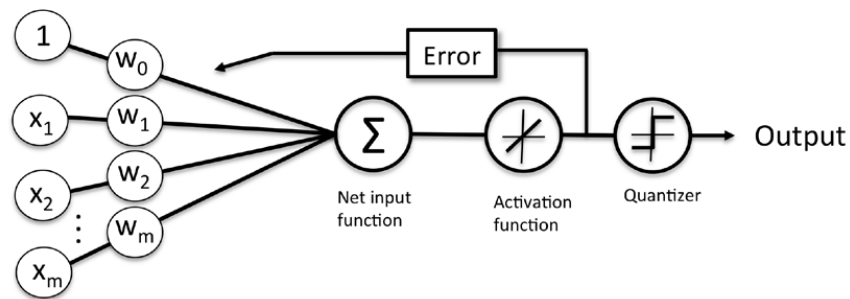 1
w₀
Error
x₁
w₁
Σ
Output
x₂
w₂
⋮
wₘ
xₘ
Net input
function
Activation
function
Quantizer